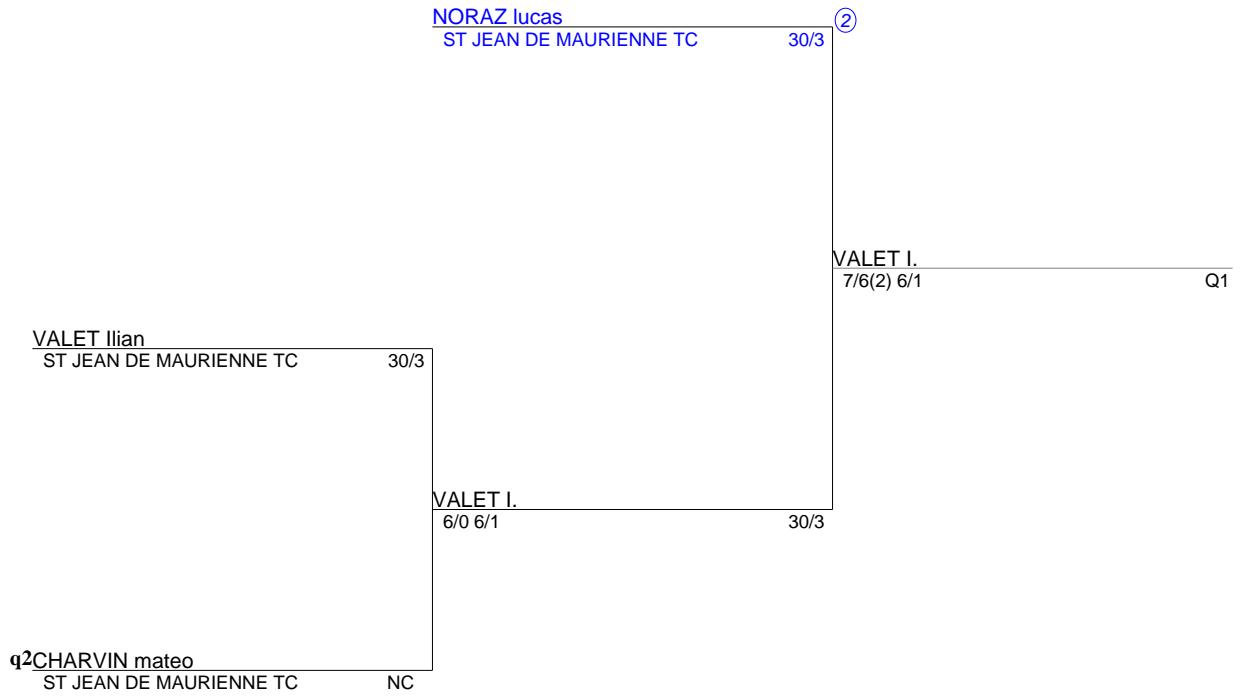 NORAZ lucas 2
ST JEAN DE MAURIENNE TC 30/3
VALET I.
7/6(2) 6/1 Q1
VALET Ilian
ST JEAN DE MAURIENNE TC 30/3
VALET I.
6/0 6/1 30/3
q2CHARVIN mateo
ST JEAN DE MAURIENNE TC NC